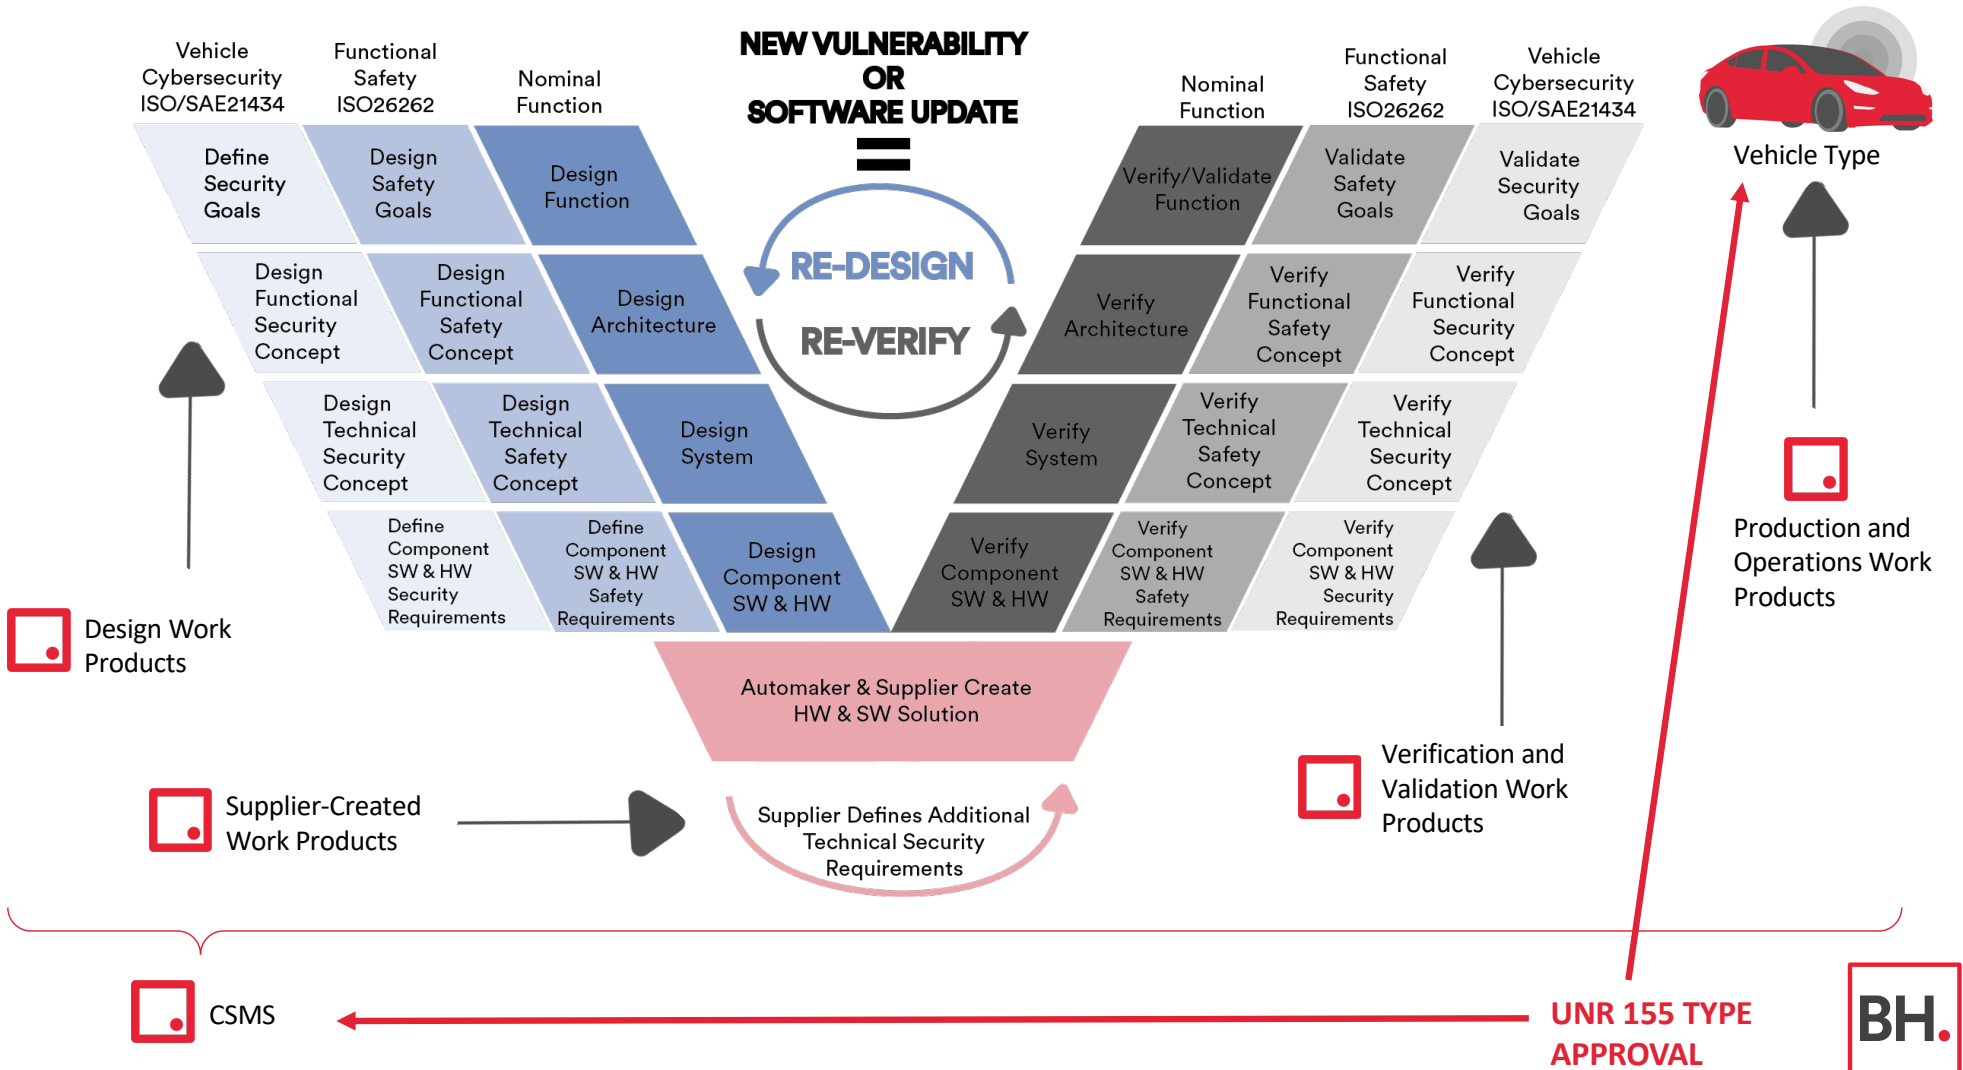 Vehicle
Cybersecurity
ISO/SAE21434
Functional
Safety
ISO26262
Nominal
Function
NEW VULNERABILITY
OR
SOFTWARE UPDATE
Nominal
Function
Functional
Safety
ISO26262
Vehicle
Cybersecurity
ISO/SAE21434
Vehicle Type
Define
Security
Goals
Design
Safety
Goals
Design
Function
RE-DESIGN
RE-VERIFY
Verify/Validate
Function
Validate
Safety
Goals
Validate
Security
Goals
Design
Functional
Security
Concept
Design
Functional
Safety
Concept
Design
Architecture
Verify
Architecture
Verify
Functional
Safety
Concept
Verify
Functional
Security
Concept
Design
Technical
Security
Concept
Design
Technical
Safety
Concept
Design
System
Verify
System
Verify
Technical
Safety
Concept
Verify
Technical
Security
Concept
Define
Component
SW & HW
Security
Requirements
Define
Component
SW & HW
Safety
Requirements
Design
Component
SW & HW
Verify
Component
SW & HW
Verify
Component
SW & HW
Safety
Requirements
Verify
Component
SW & HW
Security
Requirements
Production and
Operations Work
Products
Design Work
Products
Automaker & Supplier Create
HW & SW Solution
Verification and
Validation Work
Products
Supplier-Created
Work Products
Supplier Defines Additional
Technical Security
Requirements
CSMS
UNR 155 TYPE
APPROVAL
BH.